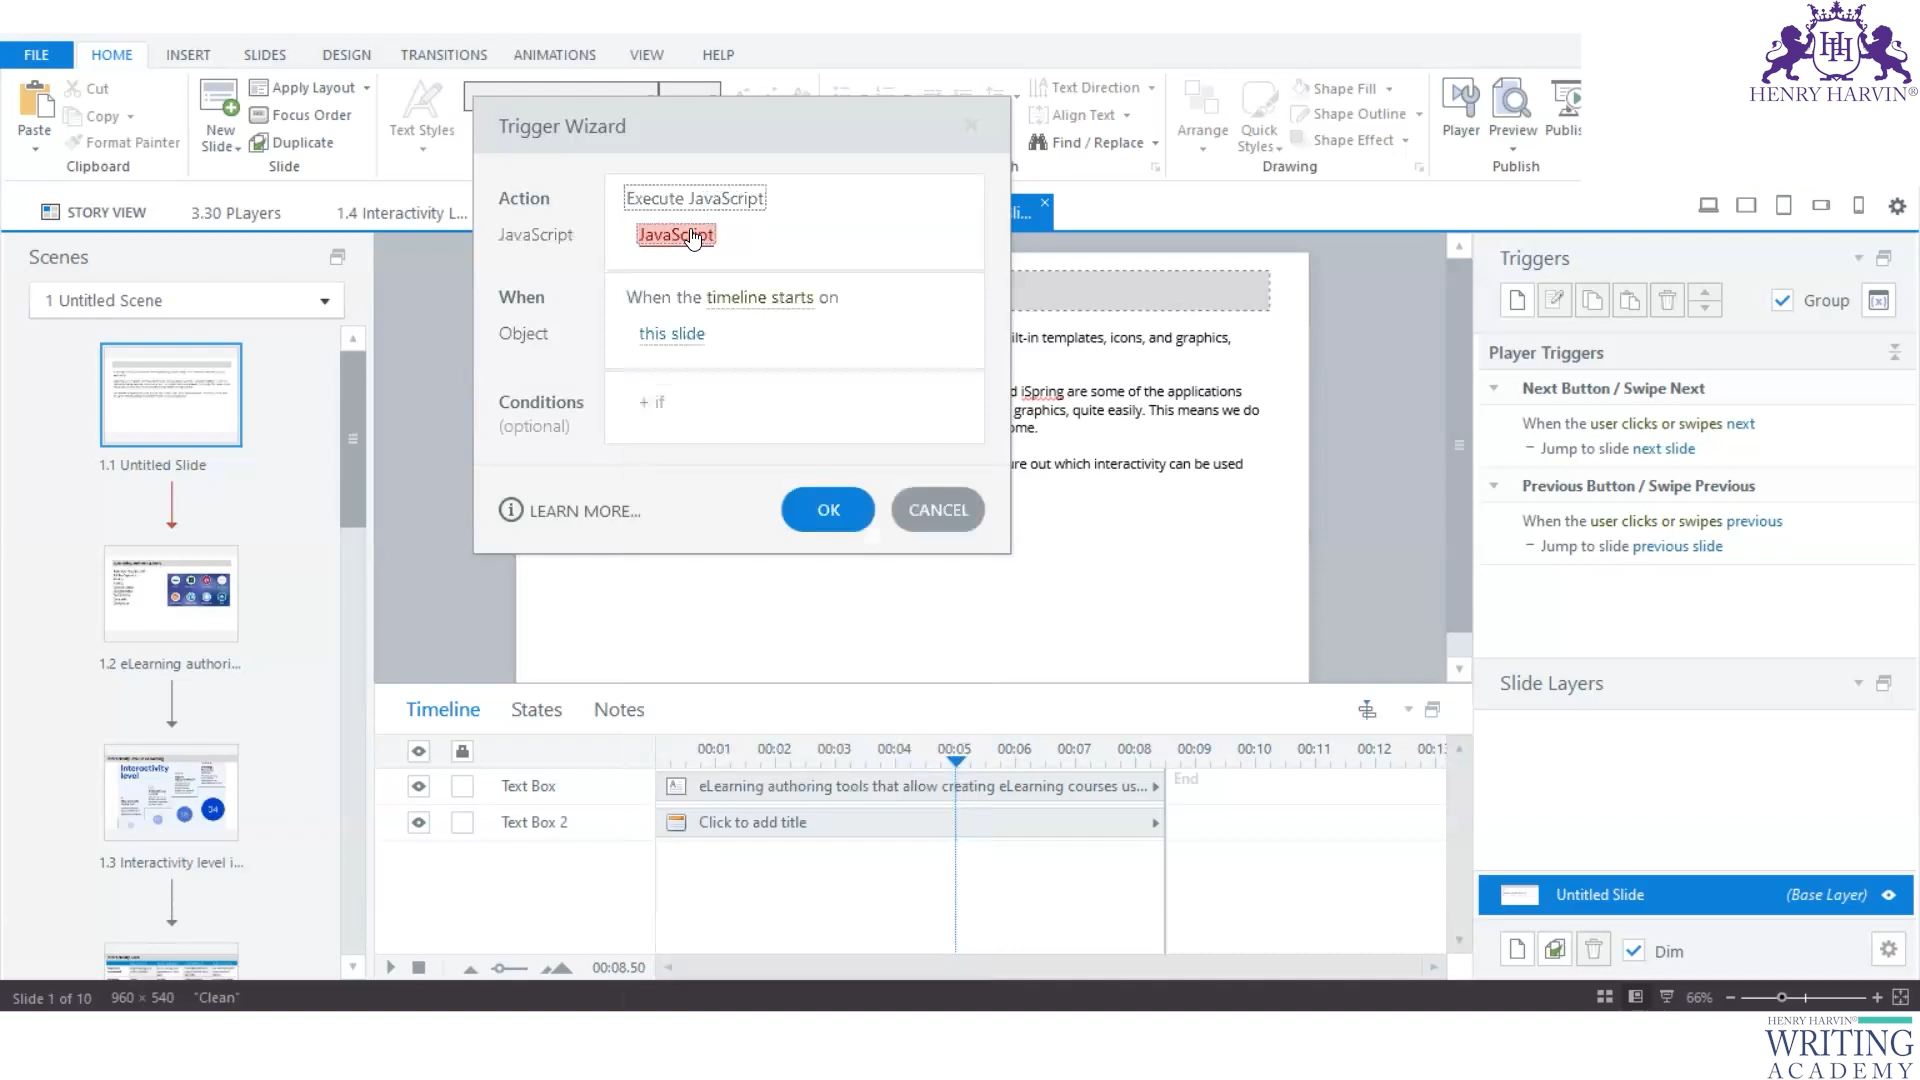 HENRY HARVIN®
FILE HOME INSERT SLIDES DESIGN TRANSITIONS ANIMATIONS VIEW HELP
Paste
Cut
Copy
Format Painter
Clipboard
New Slide
Apply Layout
Focus Order
Duplicate
Slide
Text Styles
Text Direction
Align Text
Find / Replace
Arrange
Quick Styles
Shape Fill
Shape Outline
Shape Effect
Drawing
Player
Preview
Publis
Publish
STORY VIEW
3.30 PLayers
1.4 Interactivity L...
Scenes
1 Untitled Scene
1.1 Untitled Slide
1.2 eLearning authori...
Interactivity level
04
1.3 Interactivity level i...
Trigger Wizard
Action Execute JavaScript
JavaScript JavaScript
When When the timeline starts on
Object this slide
Conditions + if
(optional)
LEARN MORE...
OK
CANCEL
ilt-in templates, icons, and graphics,
d iSpring are some of the applications
graphics, quite easily. This means we do
ome.
ure out which interactivity can be used
Triggers
Group
Player Triggers
Next Button / Swipe Next
When the user clicks or swipes next
– Jump to slide next slide
Previous Button / Swipe Previous
When the user clicks or swipes previous
– Jump to slide previous slide
Slide Layers
Untitled Slide (Base Layer)
Dim
Timeline States Notes
00:01 00:02 00:03 00:04 00:05 00:06 00:07 00:08 00:09 00:10 00:11 00:12
Text Box eLearning authoring tools that allow creating eLearning courses us... End
Text Box 2 Click to add title
00:08.50
Slide 1 of 10 960 × 540 "Clean" 66%
HENRY HARVIN®
WRITING
ACADEMY